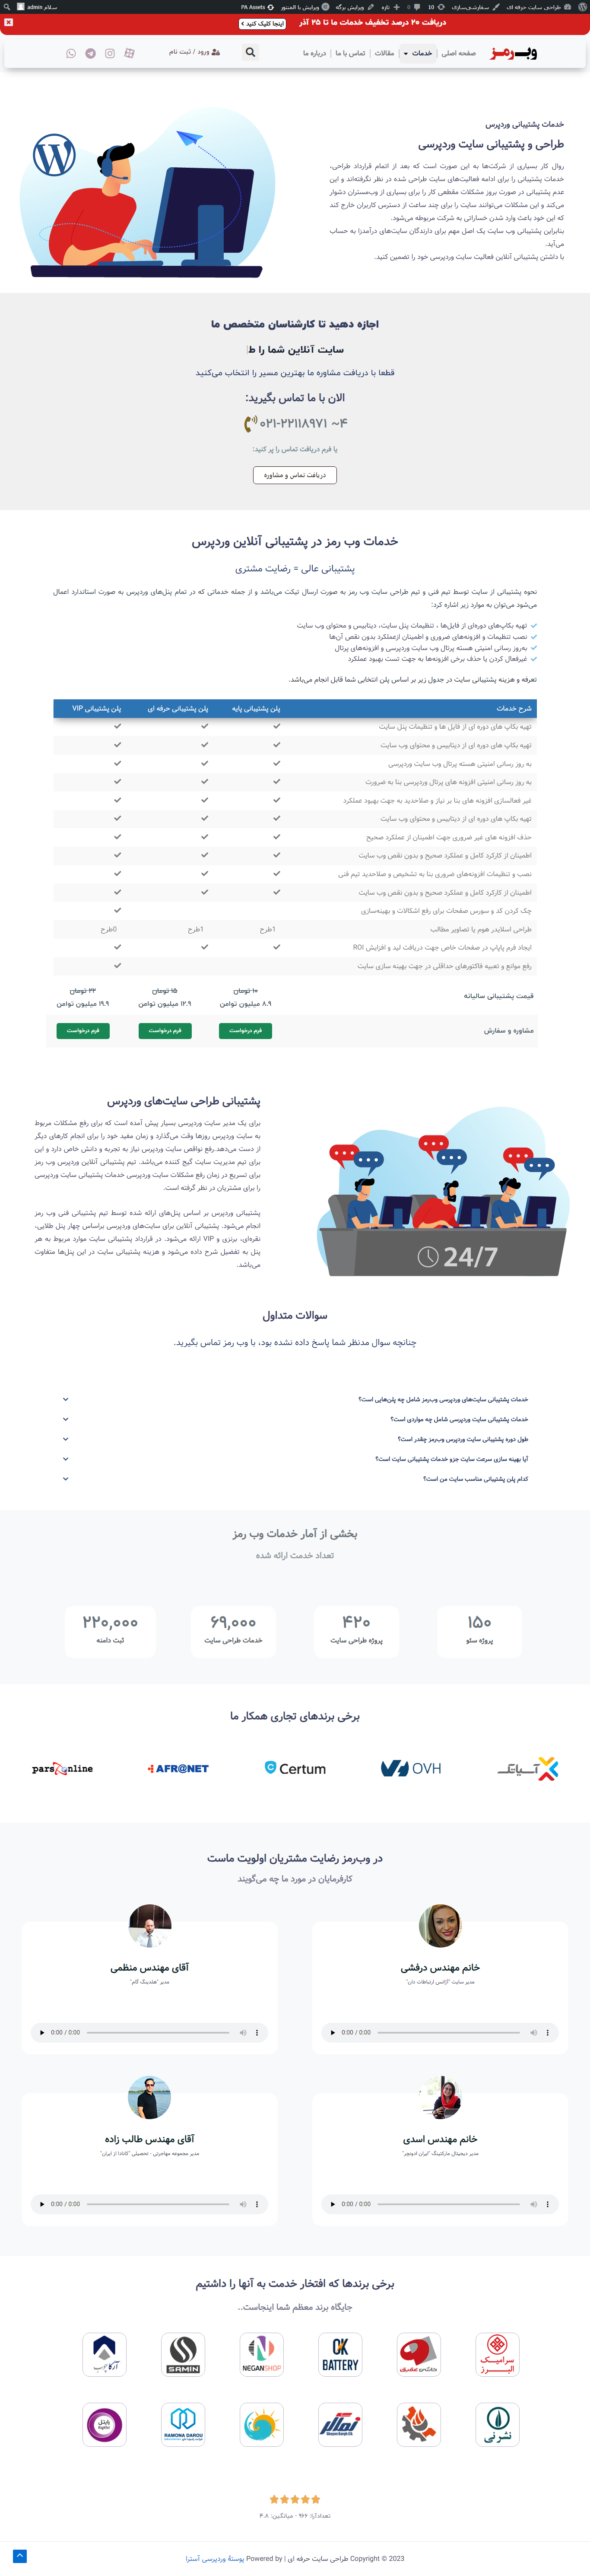 طراحی سایت حرفه ای سفارشی‌سازی 10 0 تازه ویرایش برگه ویرایش با المنتور PA Assets سلام admin
دریافت ۲۰ درصد تخفیف خدمات ما تا ۲۵ آذر
اینجا کلیک کنید >
وب‌رمز
صفحه اصلی
خدمات
مقالات
تماس با ما
درباره ما
ورود / ثبت نام
خدمات پشتیبانی وردپرس
طراحی و پشتیبانی سایت وردپرسی
روال کار بسیاری از شرکت‌ها به این صورت است که بعد از اتمام قرارداد طراحی،
خدمات پشتیبانی را برای ادامه فعالیت‌های سایت طراحی شده در نظر نگرفته‌اند و این
عدم پشتیبانی در صورت بروز مشکلات مقطعی کار را برای بسیاری از وب‌مستران دشوار
می‌کند و این مشکلات می‌توانند سایت را برای چند ساعت از دسترس کاربران خارج کند
که این خود باعث وارد شدن خساراتی به شرکت مربوطه می‌شود.
بنابراین پشتیبانی وب سایت یک اصل مهم برای دارندگان سایت‌های درآمدزا به حساب
می‌آید.
با داشتن پشتیبانی آنلاین فعالیت سایت وردپرسی خود را تضمین کنید.
اجازه دهید تا کارشناسان متخصص ما
سایت آنلاین شما را ط
قطعا با دریافت مشاوره ما بهترین مسیر را انتخاب می‌کنید
الان با ما تماس بگیرید:
۰۲۱-۲۲۱۱۸۹۷۱ ~۴
یا فرم دریافت تماس را پر کنید:
دریافت تماس و مشاوره
خدمات وب رمز در پشتیبانی آنلاین وردپرس
پشتیبانی عالی = رضایت مشتری
نحوه پشتیبانی از سایت توسط تیم فنی و تیم طراحی سایت وب رمز به صورت ارسال تیکت می‌باشد و از جمله خدماتی که در تمام پنل‌های وردپرس به صورت استاندارد اعمال
می‌شود می‌توان به موارد زیر اشاره کرد:
تهیه بکاپ‌های دوره‌ای از فایل‌ها ، تنظیمات پنل سایت، دیتابیس و محتوای وب سایت
نصب تنظیمات و افزونه‌های ضروری و اطمینان ازعملکرد بدون نقص آن‌ها
به‌روز رسانی امنیتی هسته پرتال وب سایت وردپرسی و افزونه‌های پرتال
غیرفعال کردن یا حذف برخی افزونه‌ها به جهت تست بهبود عملکرد
تعرفه و هزینه پشتیبانی سایت در جدول زیر بر اساس پلن انتخابی شما قابل انجام می‌باشد.
شرح خدمات پلن پشتیبانی پایه پلن پشتیبانی حرفه ای پلن پشتیبانی VIP
تهیه بکاپ های دوره ای از فایل ها و تنظیمات پنل سایت
تهیه بکاپ های دوره ای از دیتابیس و محتوای وب سایت
به روز رسانی امنیتی هسته پرتال وب سایت وردپرسی
به روز رسانی امنیتی افزونه های پرتال وردپرسی بنا به ضرورت
غیر فعالسازی افزونه های بنا بر نیاز و صلاحدید به جهت بهبود عملکرد
تهیه بکاپ های دوره ای از دیتابیس و محتوای وب سایت
حذف افزونه های غیر ضروری جهت اطمینان از عملکرد صحیح
اطمینان از کارکرد کامل و عملکرد صحیح و بدون نقص وب سایت
نصب و تنظیمات افزونه‌های ضروری بنا به تشخیص و صلاحدید تیم فنی
اطمینان از کارکرد کامل و عملکرد صحیح و بدون نقص وب سایت
چک کردن کد و سورس صفحات برای رفع اشکالات و بهینه‌سازی
طراحی اسلایدر هوم یا تصاویر مطالب 1طرح 1طرح 0طرح
ایجاد فرم پاپاپ در صفحات خاص جهت دریافت لید و افزایش ROI
رفع موانع و تعبیه فاکتورهای حداقلی در جهت بهینه سازی سایت
قیمت پشتیبانی سالیانه
۱۰ تومان ۱۵ تومان ۲۲ تومان
۸.۹ میلیون تواﻣن ۱۲.۹ میلیون تواﻣن ۱۹.۹ میلیون تواﻣن
مشاوره و سفارش فرم درخواست فرم درخواست فرم درخواست
پشتیبانی طراحی سایت‌های وردپرس
برای یک مدیر سایت وردپرسی بسیار پیش آمده است که برای رفع مشکلات مربوط
به سایت وردپرس روزها وقت می‌گذارد و زمان مفید خود را برای انجام کارهای دیگر
از دست می‌دهد.رفع نواقص سایت وردپرس نیاز به تجربه و دانش خاص دارد و این
برای تیم مدیریت سایت گیج کننده می‌باشد. تیم پشتیبانی آنلاین وردپرس وب رمز
برای تسریع در زمان رفع مشکلات سایت وردپرسی خدمات پشتیبانی سایت وردپرسی
را برای مشتریان در نظر گرفته است.
پشتیبانی وردپرس بر اساس پنل‌های ارائه شده توسط تیم پشتیبانی فنی وب رمز
انجام می‌شود. پشتیبانی آنلاین برای سایت‌های وردپرسی براساس چهار پنل طلایی،
نقره‌ای، برنزی و VIP ارائه می‌شود. در قرارداد پشتیبانی سایت موارد مربوط به هر
پنل به تفصیل شرح داده می‌شود و هزینه پشتیبانی سایت در این پنل‌ها متفاوت
می‌باشد.
24/7
سوالات متداول
چنانچه سوال مدنظر شما پاسخ داده نشده بود، با وب رمز تماس بگیرید.
خدمات پشتیبانی سایت‌های وردپرسی وب‌رمز شامل چه پلن‌هایی است؟
خدمات پشتیبانی سایت وردپرسی شامل چه مواردی است؟
طول دوره پشتیبانی سایت وردپرس وب‌رمز چقدر است؟
آیا بهینه سازی سرعت سایت جزو خدمات پشتیبانی سایت است؟
کدام پلن پشتیبانی مناسب سایت من است؟
بخشی از آمار خدمات وب رمز
تعداد خدمت ارائه شده
۱۵۰ ۴۲۰ ۶۹,۰۰۰ ۲۲۰,۰۰۰
پروژه سئو پروژه طراحی سایت خدمات طراحی سایت ثبت دامنه
برخی برندهای تجاری همکار ما
آسیاتک OVH Certum AFR@NET parsonline
در وب‌رمز رضایت مشتریان اولویت ماست
کارفرمایان در مورد ما چه می‌گویند
خانم مهندس درفشی
مدیر سایت "آژانس ارتباطات دان"
0:00 / 0:00
آقای مهندس منظمی
مدیر "هلدینگ گام"
0:00 / 0:00
خانم مهندس اسدی
مدیر دیجیتال مارکتینگ "ایران ادونچر"
0:00 / 0:00
آقای مهندس طالب زاده
مدیر مجموعه مهاجرتی - تحصیلی "کانادا از ایران"
0:00 / 0:00
برخی برندها که افتخار خدمت به آنها را داشتیم
جایگاه برند معظم شما اینجاست..
سرامیک البرز
OK BATTERY
NEGANSHOP
SAMIN
آرکا چوب
نشر نی
RAMONA DAROU
رایتل
تعدادآرا: ۹۶۶ - میانگین: ۴.۸
Copyright © 2023 طراحی سایت حرفه ای | Powered by پوستهٔ وردپرسی آسترا